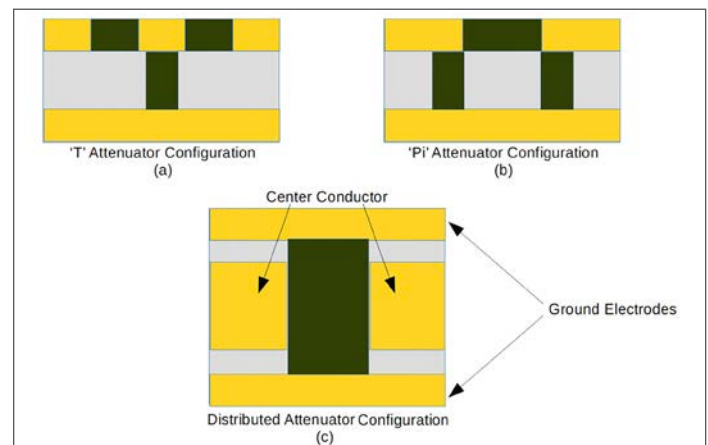 ‘T’ Attenuator Configuration
(a)
‘Pi’ Attenuator Configuration
(b)
Center Conductor
Ground Electrodes
Distributed Attenuator Configuration
(c)